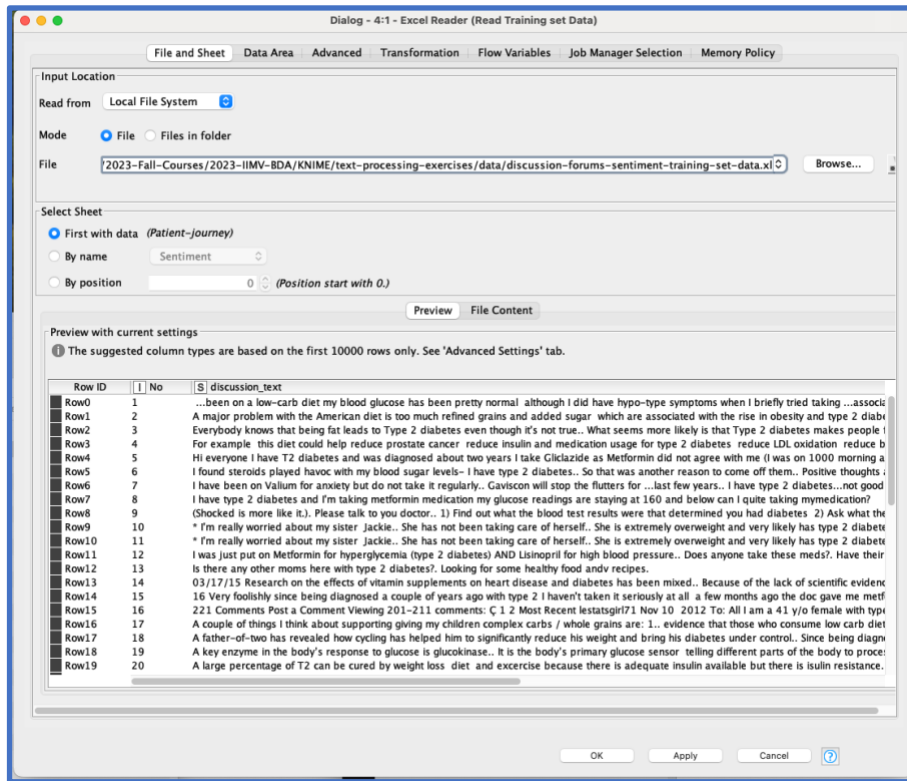 Dialog - 4:1 - Excel Reader (Read Training set Data)
File and Sheet Data Area Advanced Transformation Flow Variables Job Manager Selection Memory Policy
Input Location
Read from Local File System
Mode File Files in folder
File /2023-Fall-Courses/2023-IIMV-BDA/KNIME/text-processing-exercises/data/discussion-forums-sentiment-training-set-data.xl Browse...
Select Sheet
First with data (Patient-journey)
By name Sentiment
By position 0 (Position start with 0.)
Preview File Content
Preview with current settings
The suggested column types are based on the first 10000 rows only. See 'Advanced Settings' tab.
Row ID I No S discussion_text
Row0 1 ...been on a low-carb diet my blood glucose has been pretty normal although I did have hypo-type symptoms when I briefly tried taking ...associa
Row1 2 A major problem with the American diet is too much refined grains and added sugar which are associated with the rise in obesity and type 2 diabe
Row2 3 Everybody knows that being fat leads to Type 2 diabetes even though it's not true.. What seems more likely is that Type 2 diabetes makes people f
Row3 4 For example this diet could help reduce prostate cancer reduce insulin and medication usage for type 2 diabetes reduce LDL oxidation reduce b
Row4 5 Hi everyone I have T2 diabetes and was diagnosed about two years I take Gliclazide as Metformin did not agree with me (I was on 1000 morning a
Row5 6 I found steroids played havoc with my blood sugar levels- I have type 2 diabetes.. So that was another reason to come off them.. Positive thoughts a
Row6 7 I have been on Valium for anxiety but do not take it regularly.. Gaviscon will stop the flutters for ...last few years.. I have type 2 diabetes...not good
Row7 8 I have type 2 diabetes and I'm taking metformin medication my glucose readings are staying at 160 and below can I quite taking mymedication?
Row8 9 (Shocked is more like it.). Please talk to you doctor.. 1) Find out what the blood test results were that determined you had diabetes 2) Ask what the
Row9 10 * I'm really worried about my sister Jackie.. She has not been taking care of herself.. She is extremely overweight and very likely has type 2 diabete
Row10 11 * I'm really worried about my sister Jackie.. She has not been taking care of herself.. She is extremely overweight and very likely has type 2 diabete
Row11 12 I was just put on Metformin for hyperglycemia (type 2 diabetes) AND Lisinopril for high blood pressure.. Does anyone take these meds?. Have their
Row12 13 Is there any other moms here with type 2 diabetes?. Looking for some healthy food andv recipes.
Row13 14 03/17/15 Research on the effects of vitamin supplements on heart disease and diabetes has been mixed.. Because of the lack of scientific evidenc
Row14 15 16 Very foolishly since being diagnosed a couple of years ago with type 2 I haven't taken it seriously at all a few months ago the doc gave me metf
Row15 16 221 Comments Post a Comment Viewing 201-211 comments: Ç 1 2 Most Recent lestatsgirl71 Nov 10 2012 To: All I am a 41 y/o female with type
Row16 17 A couple of things I think about supporting giving my children complex carbs / whole grains are: 1.. evidence that those who consume low carb diet
Row17 18 A father-of-two has revealed how cycling has helped him to significantly reduce his weight and bring his diabetes under control.. Since being diagn
Row18 19 A key enzyme in the body's response to glucose is glucokinase.. It is the body's primary glucose sensor telling different parts of the body to proce
Row19 20 A large percentage of T2 can be cured by weight loss diet and excercise because there is adequate insulin available but there is isulin resistance.
OK Apply Cancel ?